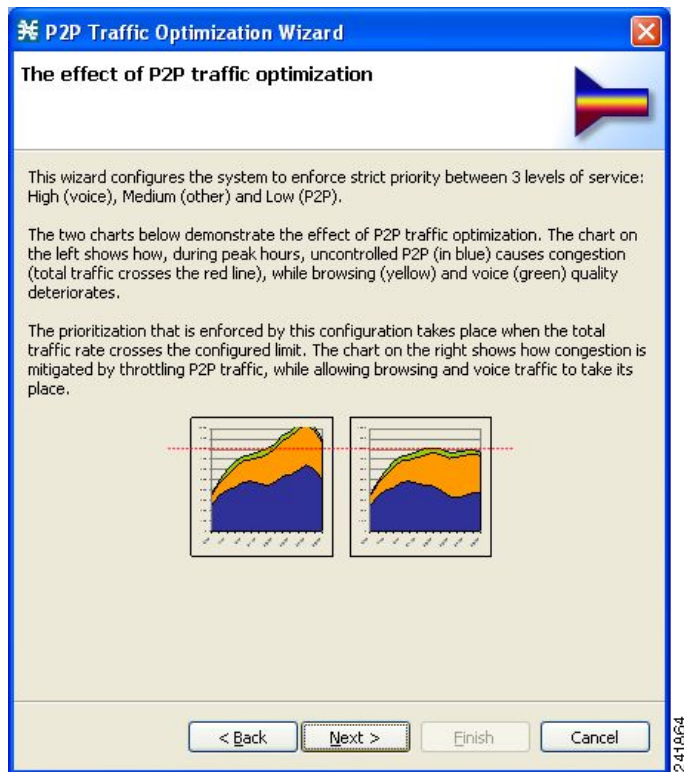 P2P Traffic Optimization Wizard
The effect of P2P traffic optimization
This wizard configures the system to enforce strict priority between 3 levels of service:
High (voice), Medium (other) and Low (P2P).
The two charts below demonstrate the effect of P2P traffic optimization. The chart on
the left shows how, during peak hours, uncontrolled P2P (in blue) causes congestion
(total traffic crosses the red line), while browsing (yellow) and voice (green) quality
deteriorates.
The prioritization that is enforced by this configuration takes place when the total
traffic rate crosses the configured limit. The chart on the right shows how congestion is
mitigated by throttling P2P traffic, while allowing browsing and voice traffic to take its
place.
< Back Next > Finish Cancel
241864